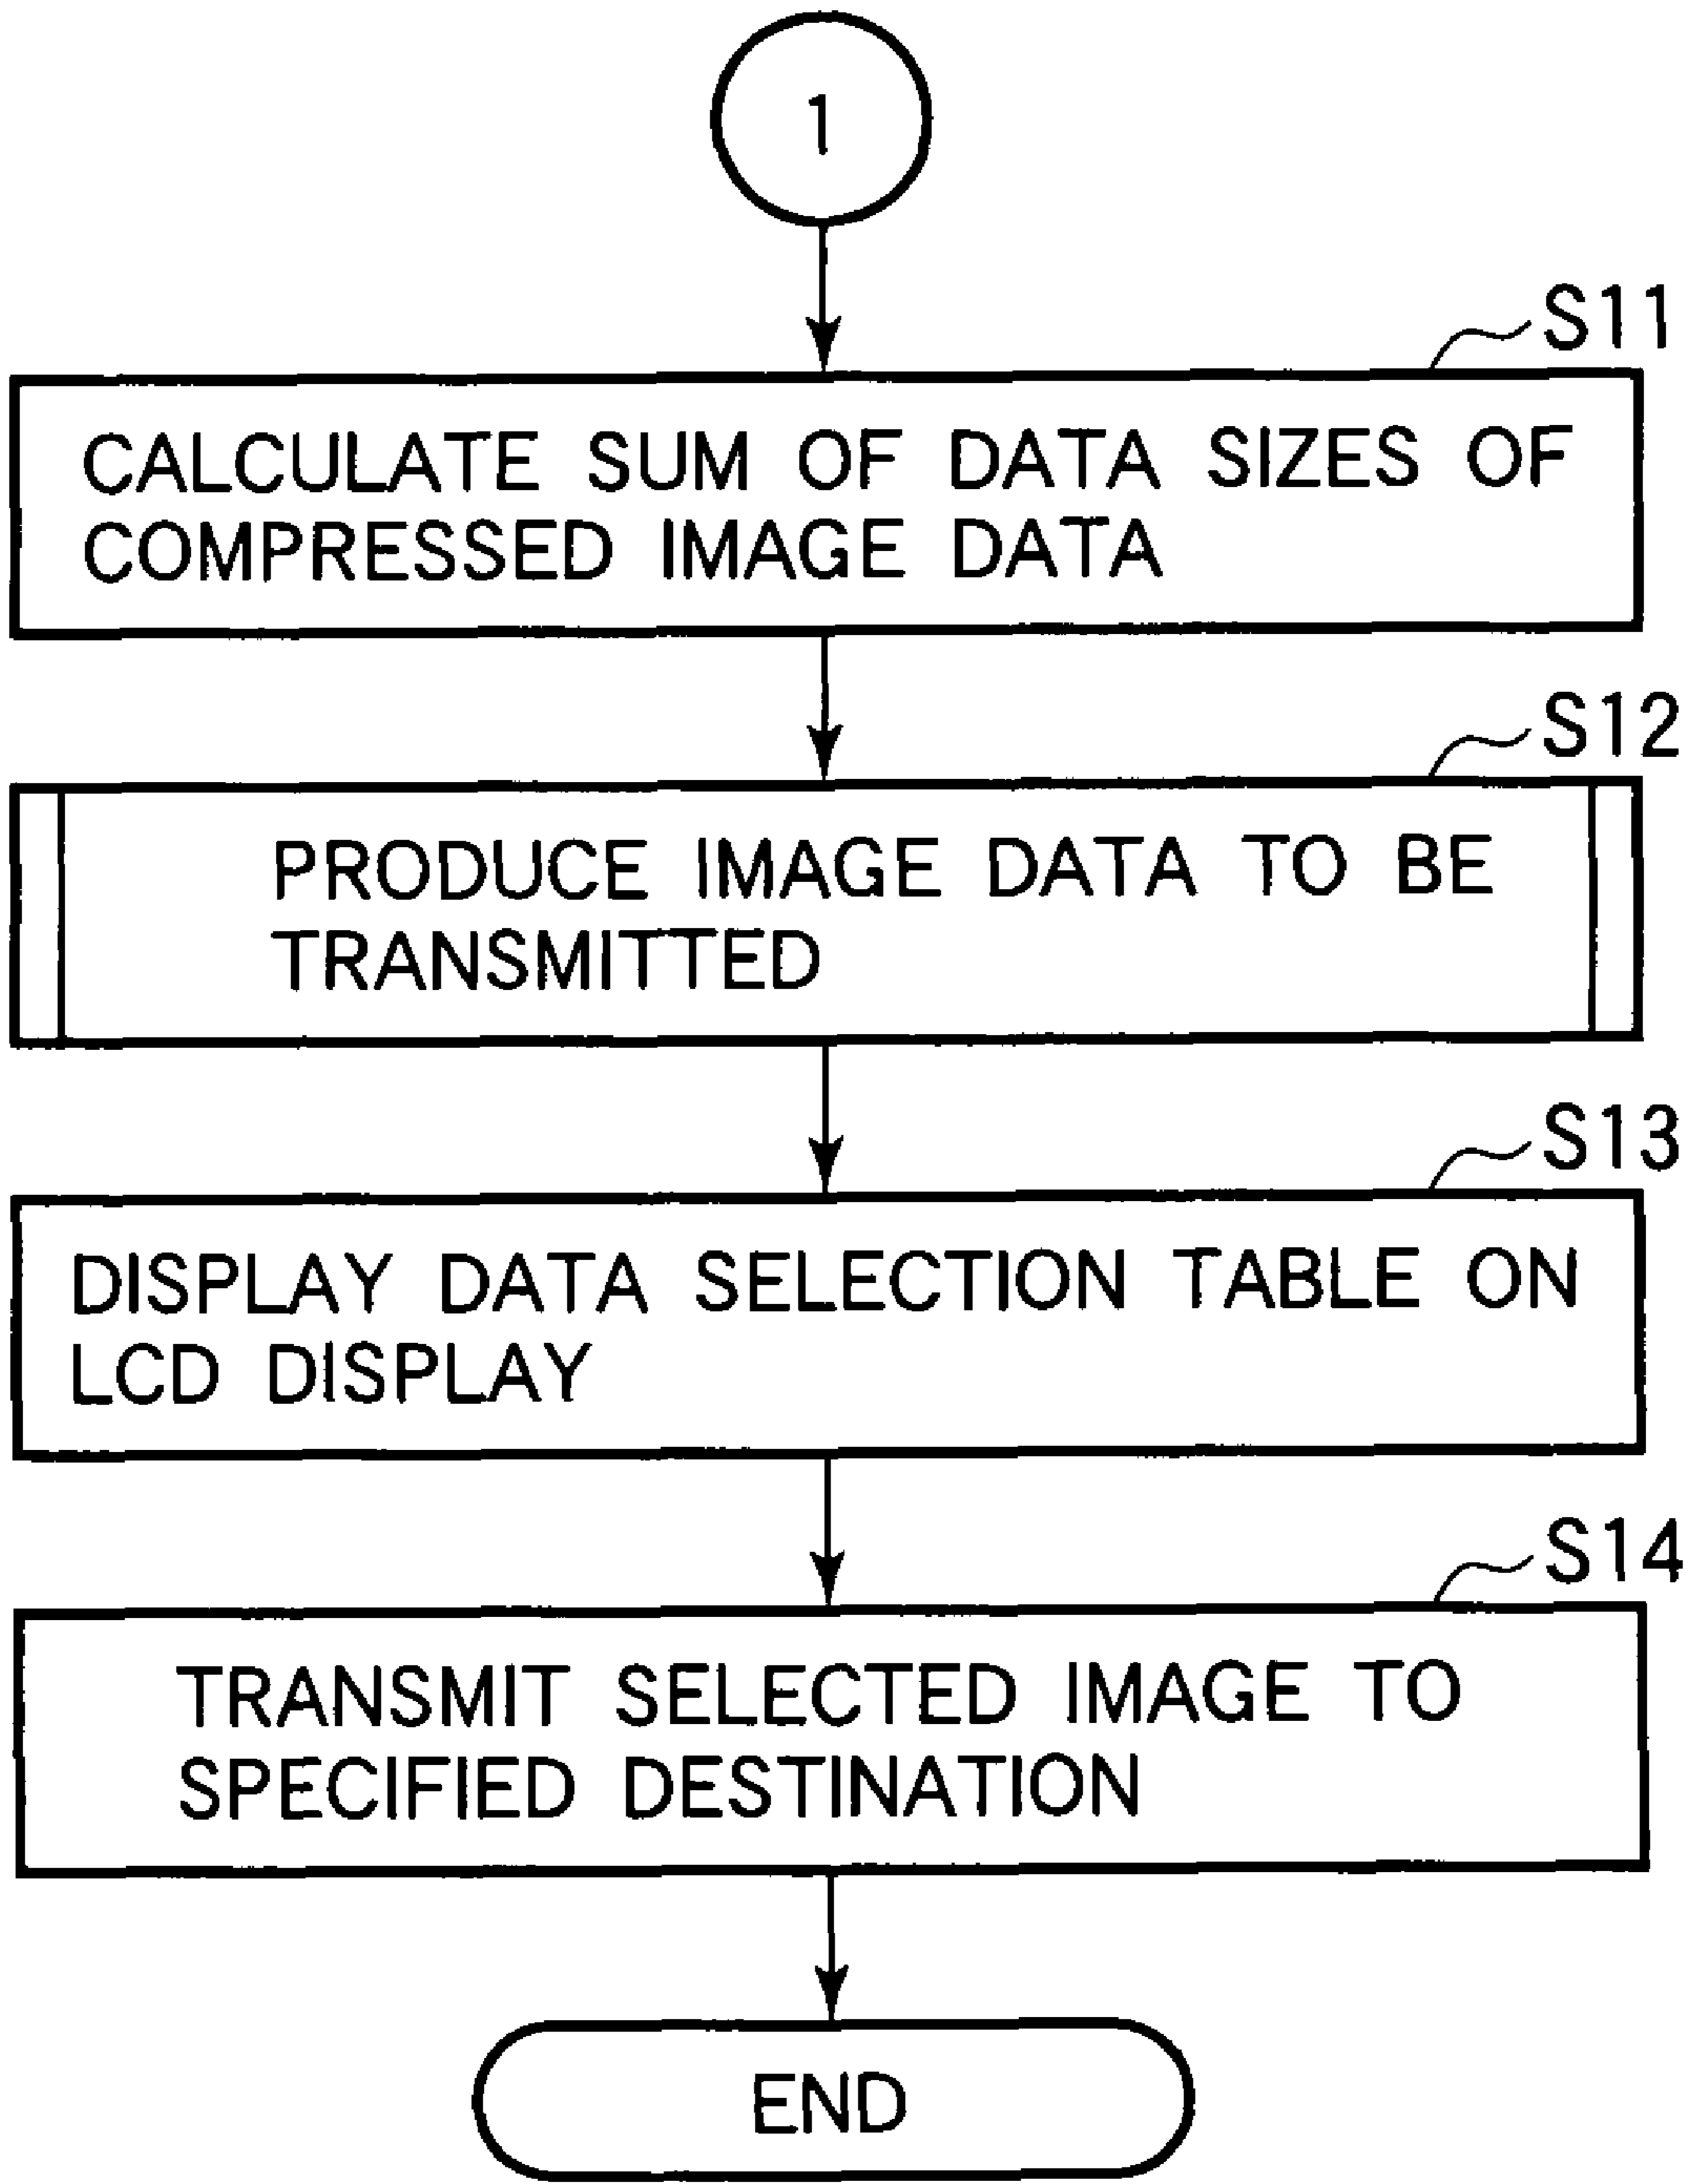 1
S11
CALCULATE SUM OF DATA SIZES OF
COMPRESSED IMAGE DATA
S12
PRODUCE IMAGE DATA TO BE
TRANSMITTED
S13
DISPLAY DATA SELECTION TABLE ON
LCD DISPLAY
S14
TRANSMIT SELECTED IMAGE TO
SPECIFIED DESTINATION
END